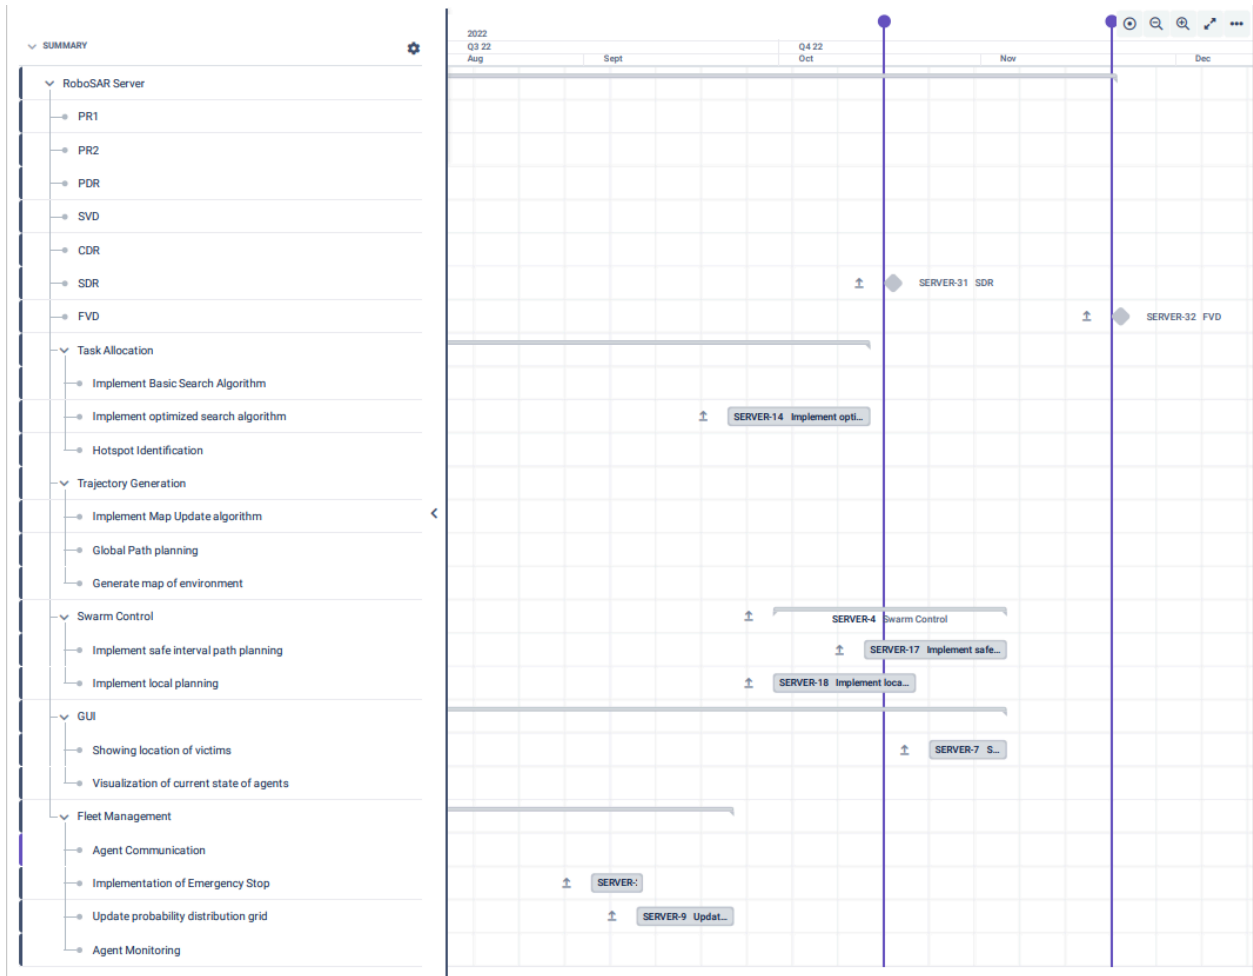 2022
SUMMARY
Q3 22 Q4 22
Aug Sept Oct Nov Dec
RoboSAR Server
PR1
PR2
PDR
SVD
CDR
SDR SERVER-31 SDR
FVD SERVER-32 FVD
Task Allocation
Implement Basic Search Algorithm
Implement optimized search algorithm SERVER-14 Implement opti...
Hotspot Identification
Trajectory Generation
Implement Map Update algorithm
Global Path planning
Generate map of environment
Swarm Control SERVER-4 Swarm Control
Implement safe interval path planning SERVER-17 Implement safe...
Implement local planning SERVER-18 Implement loca...
GUI
Showing location of victims SERVER-7 S...
Visualization of current state of agents
Fleet Management
Agent Communication
Implementation of Emergency Stop SERVER-
Update probability distribution grid SERVER-9 Updat...
Agent Monitoring